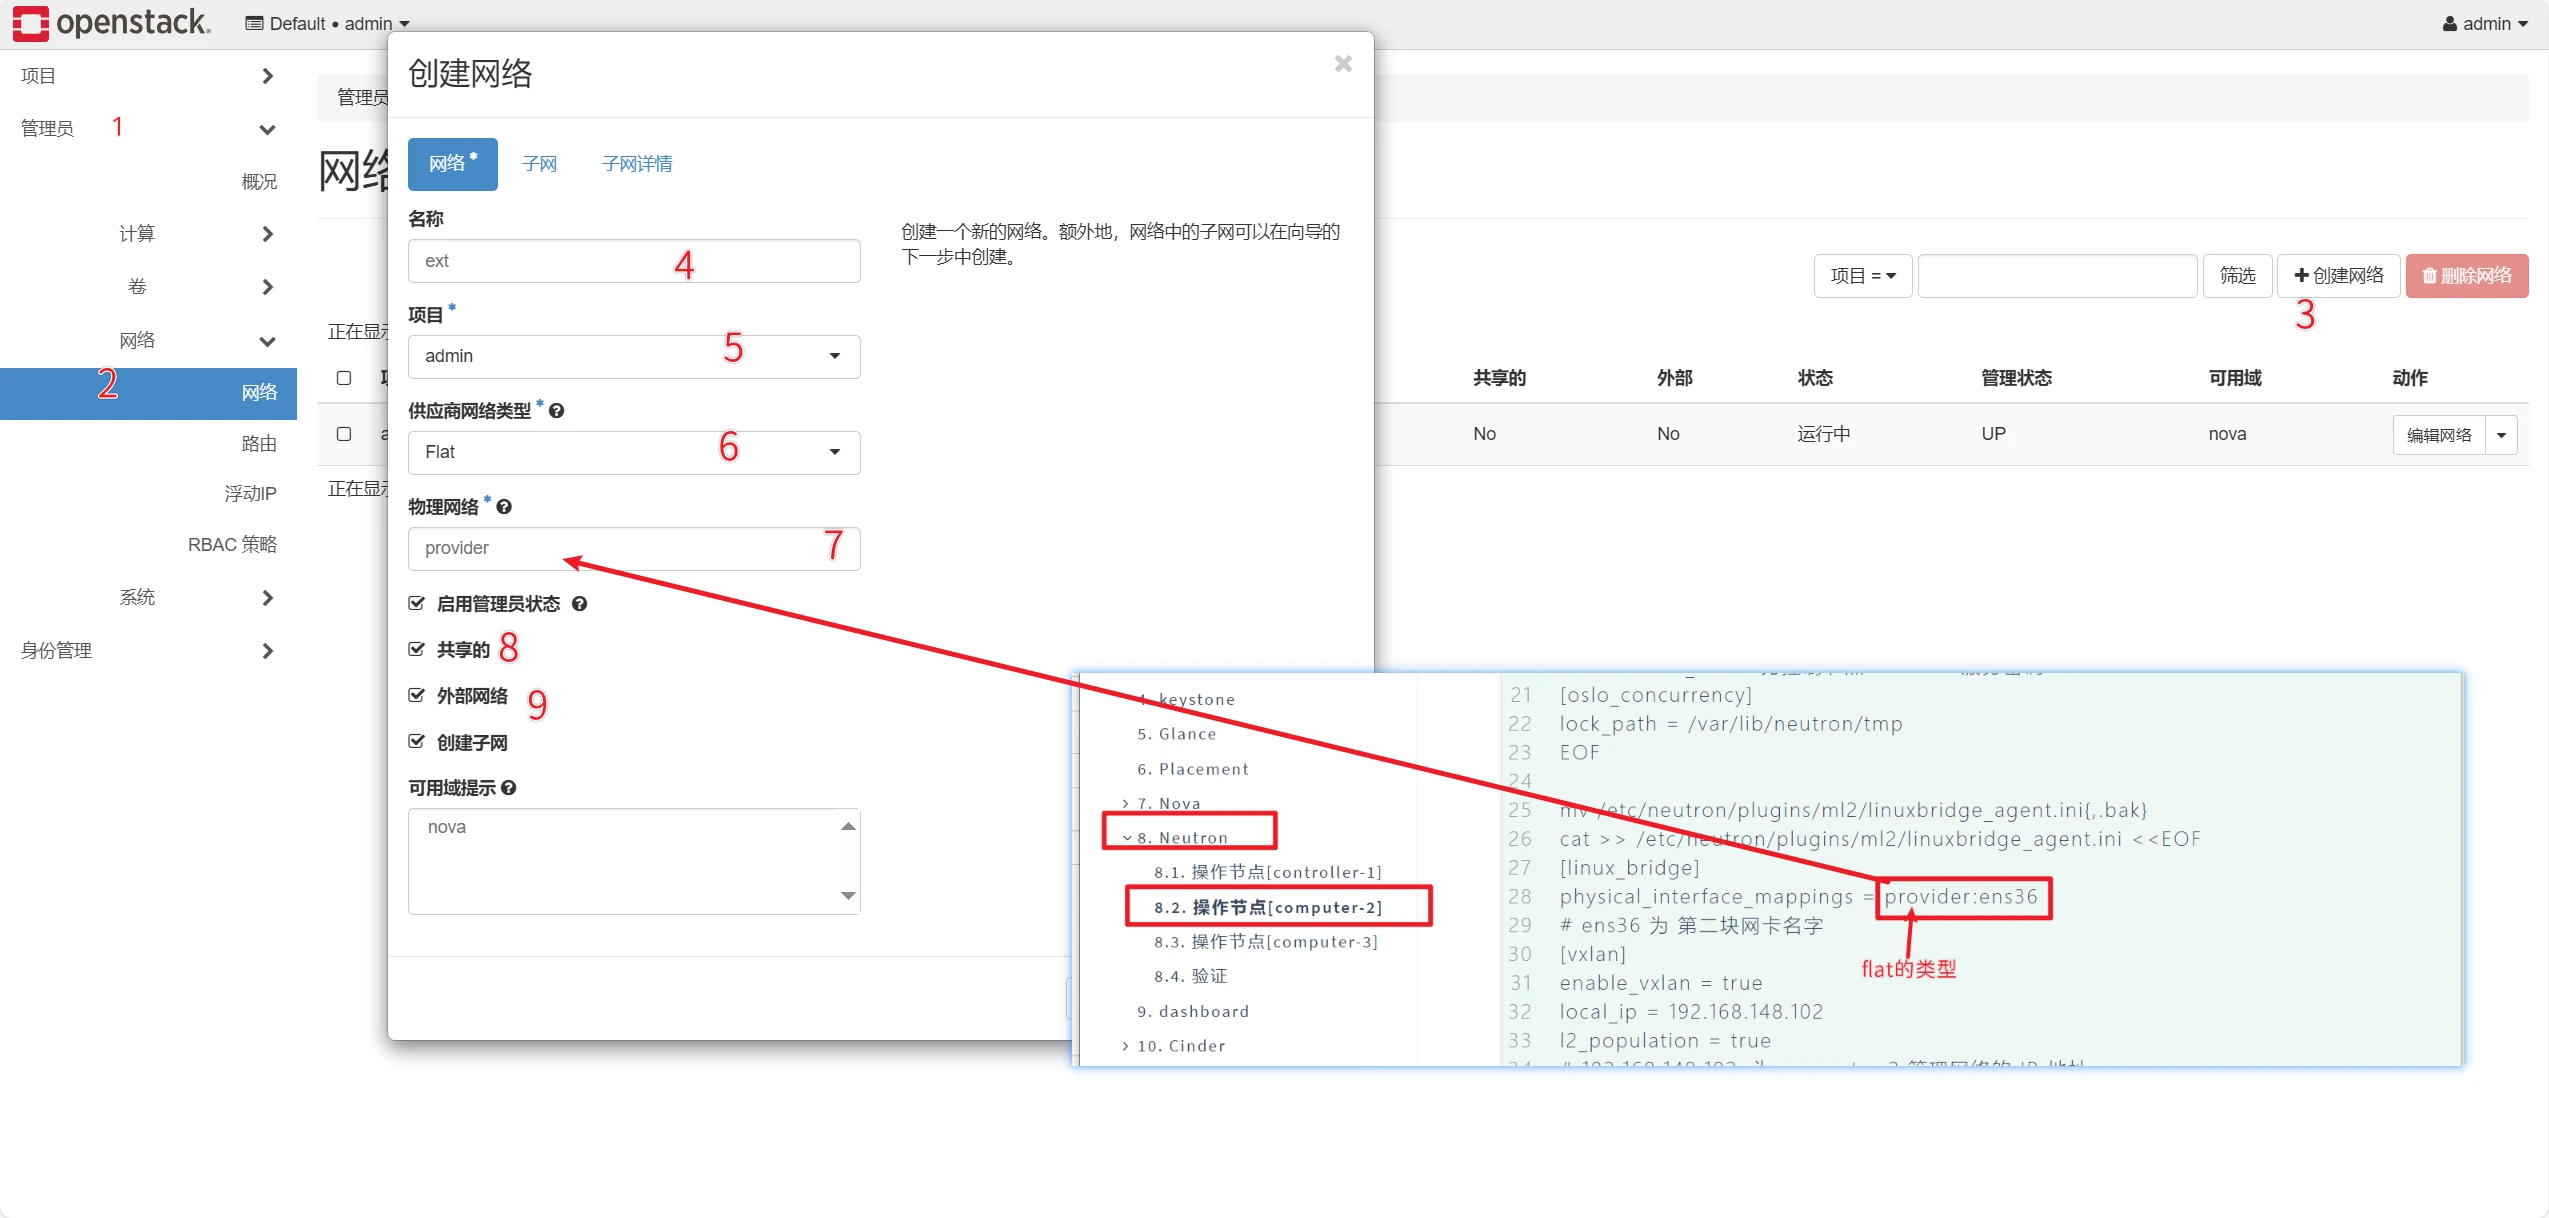 openstack.
Default • admin
admin
项目
管理员
1
概况
计算
卷
网络
2
网络
路由
浮动IP
RBAC 策略
系统
身份管理
管理员
网络
正在显
正在显
创建网络
×
网络 *
子网
子网详情
名称
ext
4
项目 *
admin
5
供应商网络类型 *
Flat
6
物理网络 *
provider
7
启用管理员状态
共享的
8
外部网络
9
创建子网
可用域提示
nova
创建一个新的网络。额外地，网络中的子网可以在向导的
下一步中创建。
项目 =
筛选
创建网络
删除网络
3
共享的 外部 状态 管理状态 可用域 动作
No No 运行中 UP nova 编辑网络
4. keystone
5. Glance
6. Placement
7. Nova
8. Neutron
8.1. 操作节点[controller-1]
8.2. 操作节点[computer-2]
8.3. 操作节点[computer-3]
8.4. 验证
9. dashboard
10. Cinder
21 [oslo_concurrency]
22 lock_path = /var/lib/neutron/tmp
23 EOF
24
25 mv /etc/neutron/plugins/ml2/linuxbridge_agent.ini{,.bak}
26 cat >> /etc/neutron/plugins/ml2/linuxbridge_agent.ini <<EOF
27 [linux_bridge]
28 physical_interface_mappings = provider:ens36
29 # ens36 为 第二块网卡名字
30 [vxlan]
flat的类型
31 enable_vxlan = true
32 local_ip = 192.168.148.102
33 l2_population = true